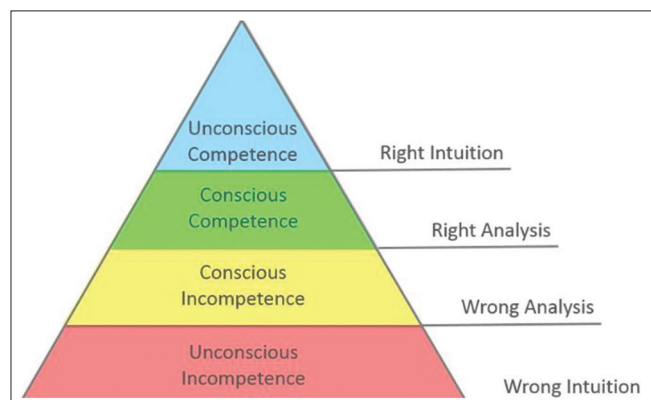 Unconscious
Competence
Right Intuition
Conscious
Competence
Right Analysis
Conscious
Incompetence
Wrong Analysis
Unconscious
Incompetence
Wrong Intuition